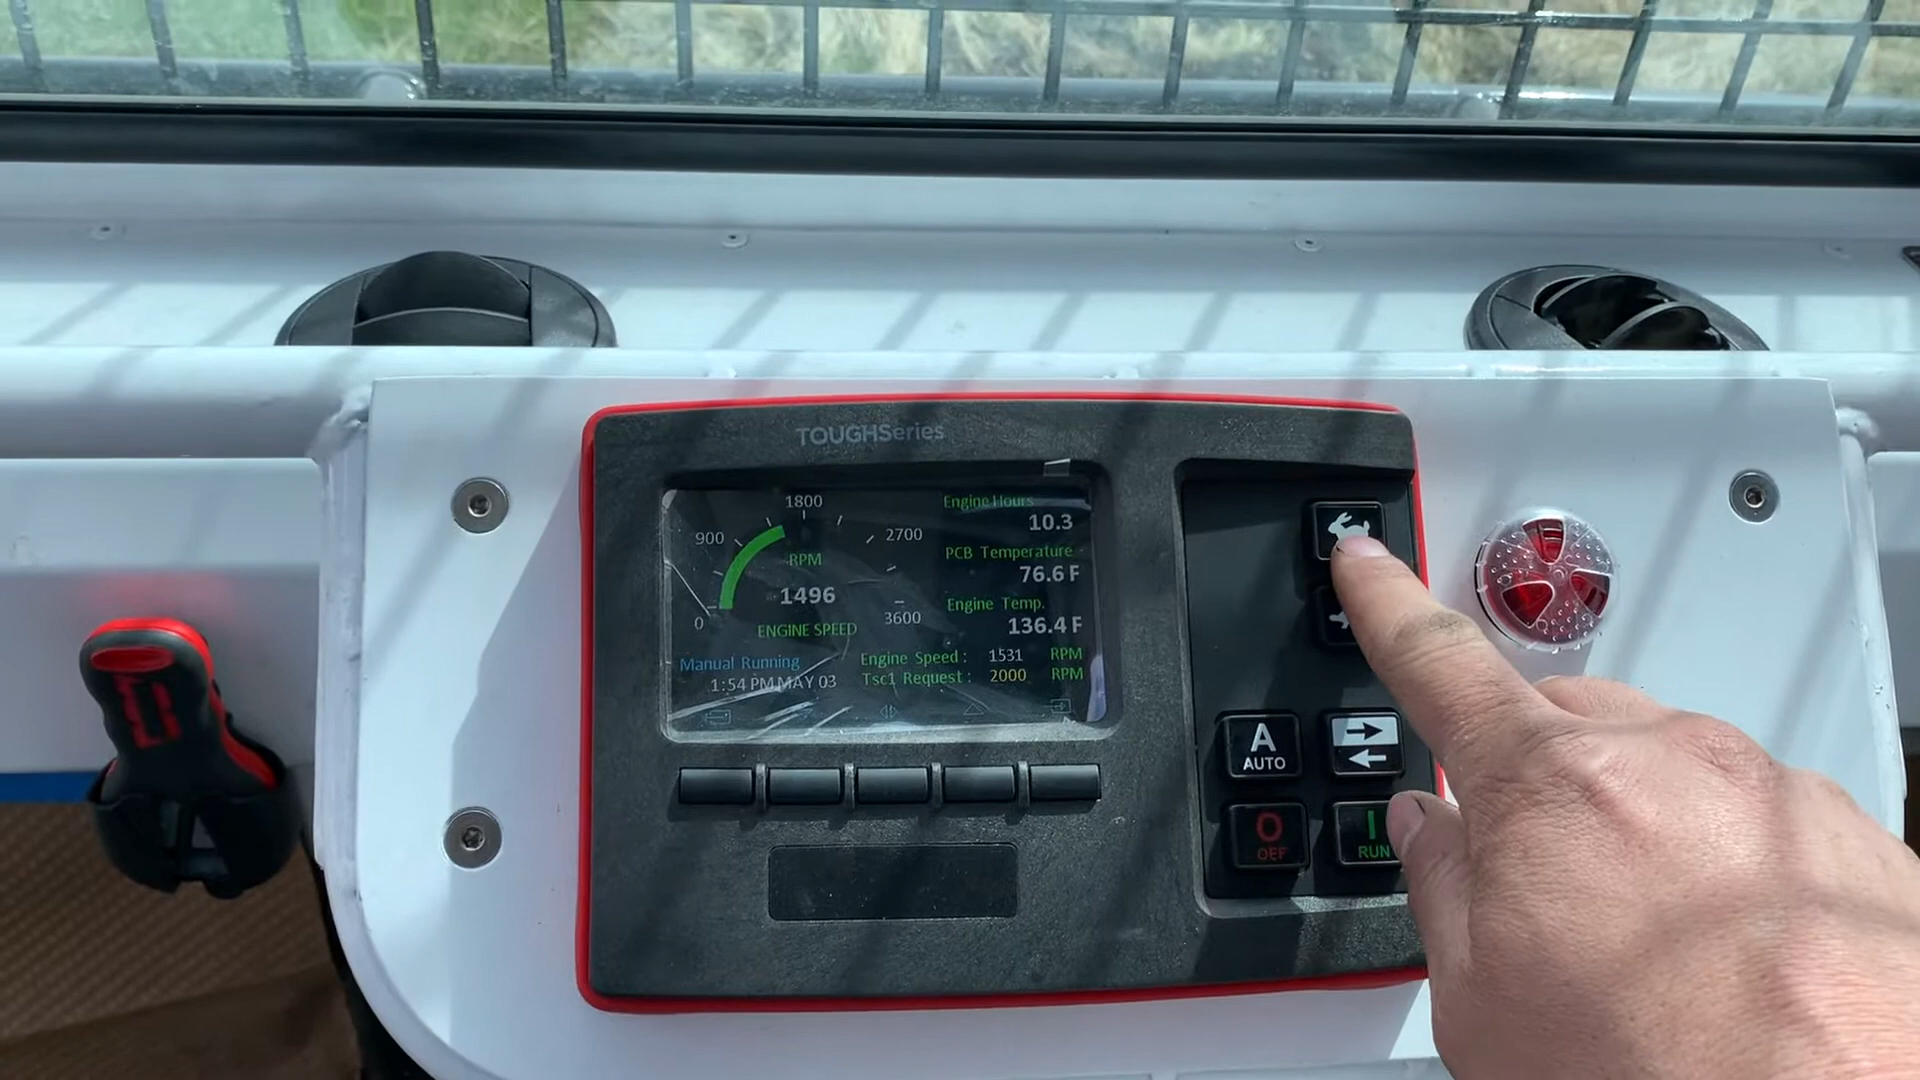 TOUGHSeries
1800
900
2700
RPM
1496
0
3600
ENGINE SPEED
Engine Hours
10.3
PCB Temperature
76.6 F
Engine Temp.
136.4 F
Manual Running
1:54 PM MAY 03
Engine Speed : 1531 RPM
Tsc1 Request : 2000 RPM
A
AUTO
O
OFF
I
RUN